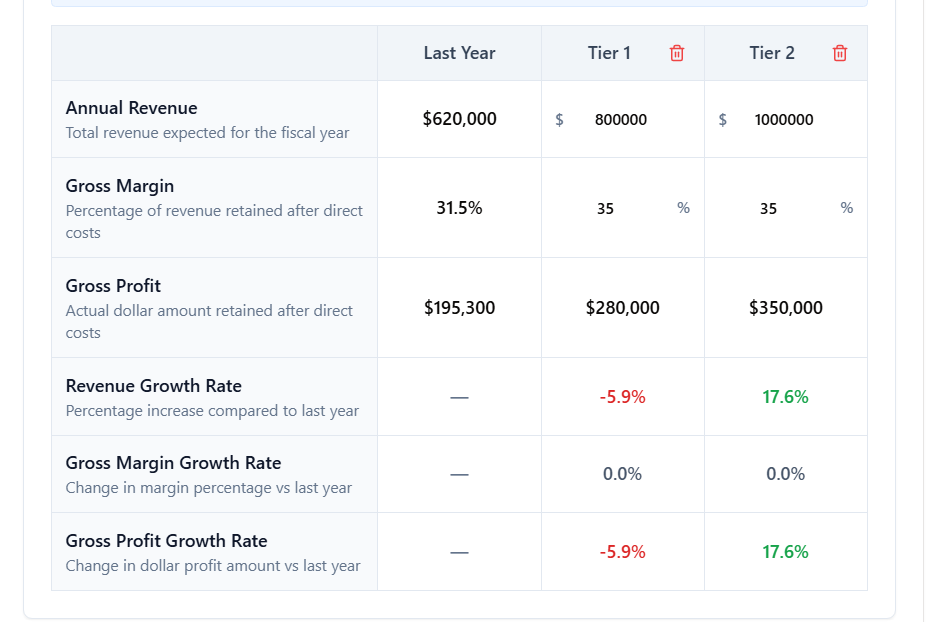 Last Year Tier 1 Tier 2
Annual Revenue
Total revenue expected for the fiscal year
$620,000 $ 800000 $ 1000000
Gross Margin
Percentage of revenue retained after direct
costs
31.5% 35 % 35 %
Gross Profit
Actual dollar amount retained after direct
costs
$195,300 $280,000 $350,000
Revenue Growth Rate
Percentage increase compared to last year
— -5.9% 17.6%
Gross Margin Growth Rate
Change in margin percentage vs last year
— 0.0% 0.0%
Gross Profit Growth Rate
Change in dollar profit amount vs last year
— -5.9% 17.6%